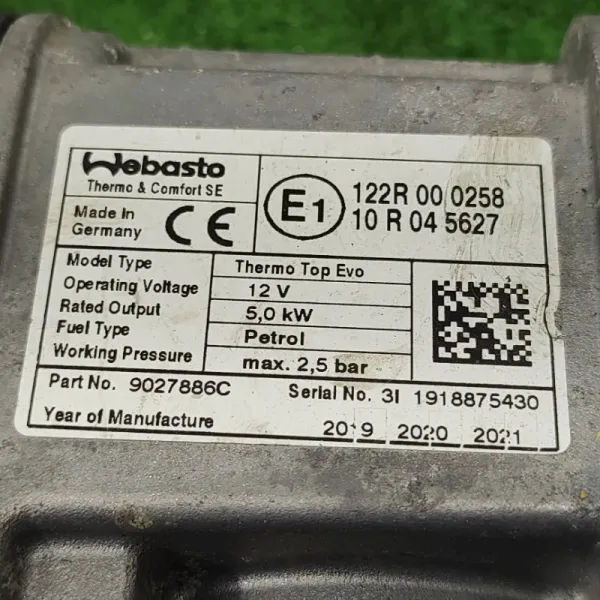 Webasto
Thermo & Comfort SE
Made In
Germany
CE
E1
122R 00 0258
10 R 04 5627
Model Type Thermo Top Evo
Operating Voltage 12 V
Rated Output 5,0 kW
Fuel Type Petrol
Working Pressure max. 2,5 bar
Part No. 9027886C Serial No. 3I 1918875430
Year of Manufacture 2019 2020 2021